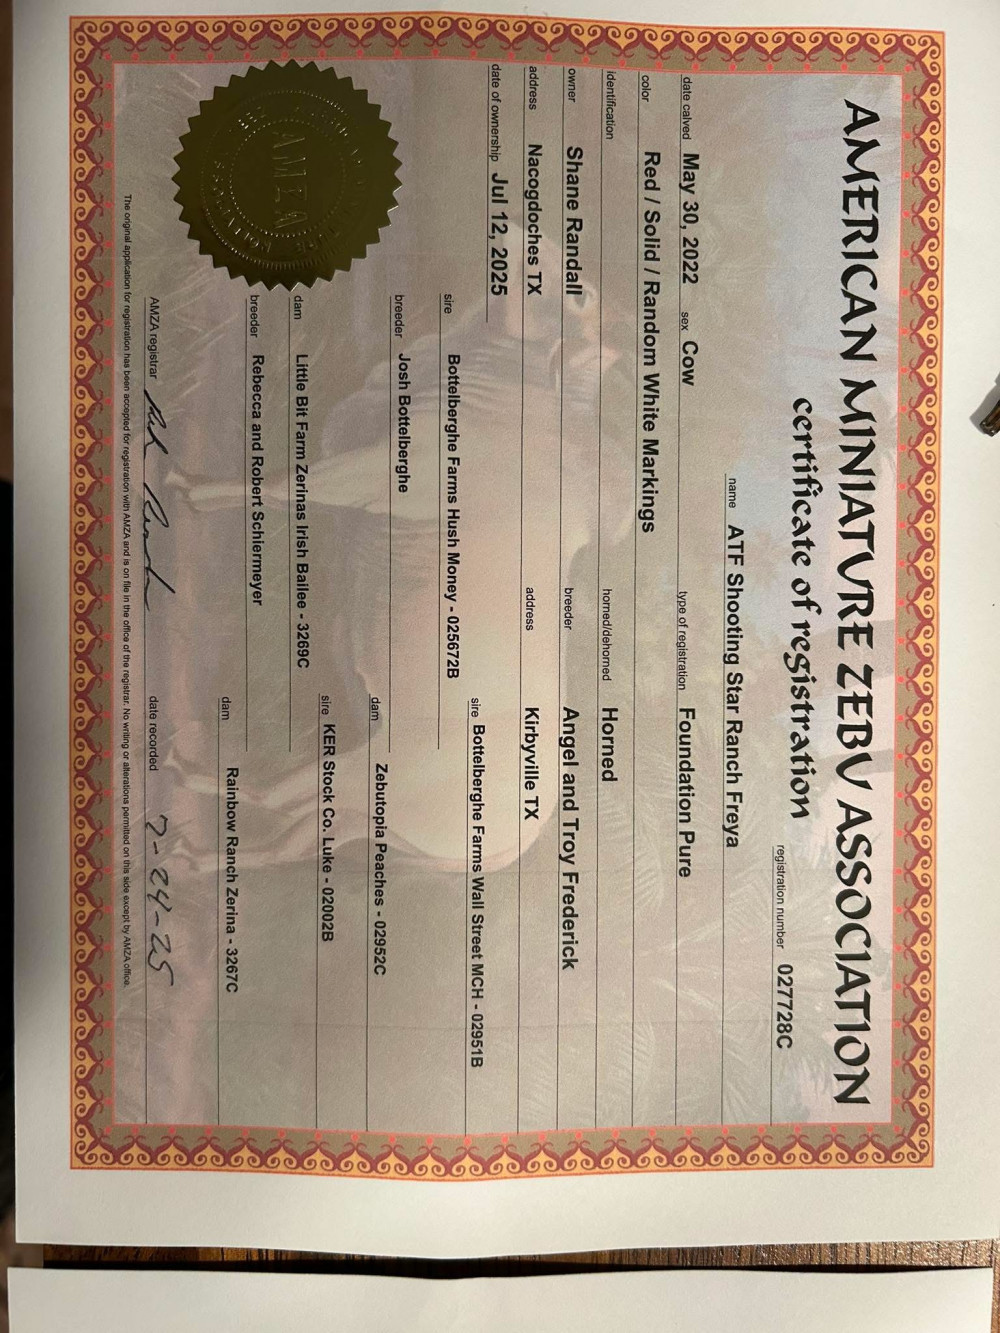 AMERICAN MINIATURE ZEBU ASSOCIATION
certificate of registration
registration number 027728C
name ATF Shooting Star Ranch Freya
date calved May 30, 2022 sex Cow type of registration Foundation Pure
color Red / Solid / Random White Markings
identification horned/dehorned Horned
owner Shane Randall breeder Angel and Troy Frederick
address Nacogdoches TX address Kirbyville TX
date of ownership Jul 12, 2025
sire Bottelberghe Farms Wall Street MCH - 02951B
sire Bottelberghe Farms Hush Money - 025672B
breeder Josh Bottelberghe
dam Zebutopia Peaches - 02952C
sire KER Stock Co. Luke - 02002B
dam Little Bit Farm Zerinas Irish Bailee - 3269C
breeder Rebecca and Robert Schiermeyer
dam Rainbow Ranch Zerina - 3267C
AMZA registrar date recorded 7-24-25
The original application for registration has been accepted for registration with AMZA and is on file in the office of the registrar. No writing or alterations permitted on this side except by AMZA office.
AMZA